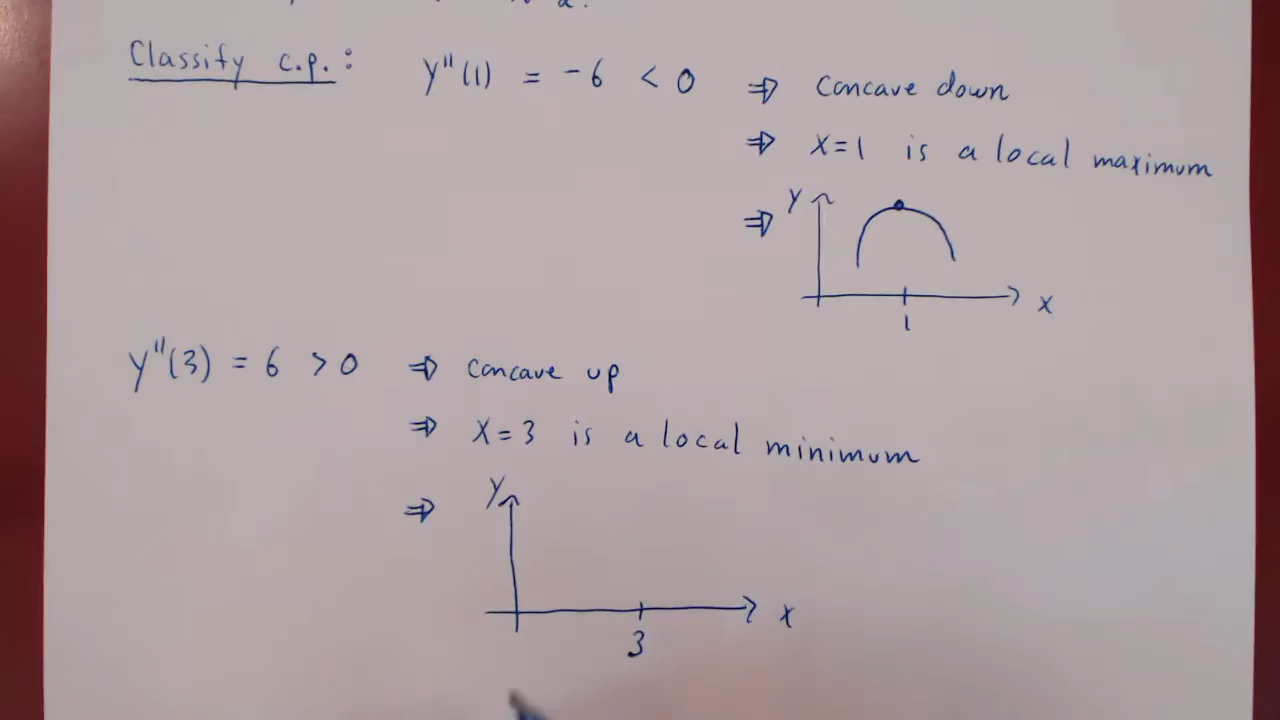 Classify c.p.: y''(1) = -6 < 0 ⇒ Concave down
⇒ x=1 is a local maximum
⇒ y
x
1
y''(3) = 6 > 0 ⇒ concave up
⇒ x=3 is a local minimum
⇒ y
x
3